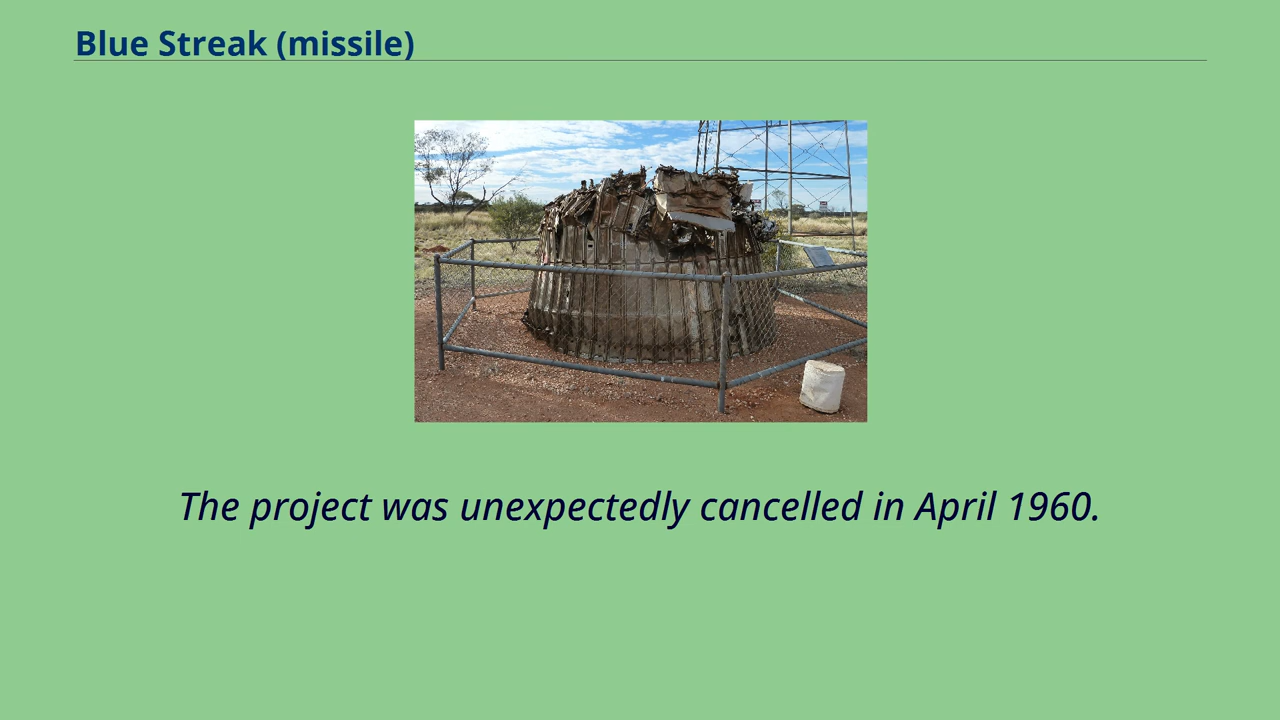 Blue Streak (missile)
The project was unexpectedly cancelled in April 1960.